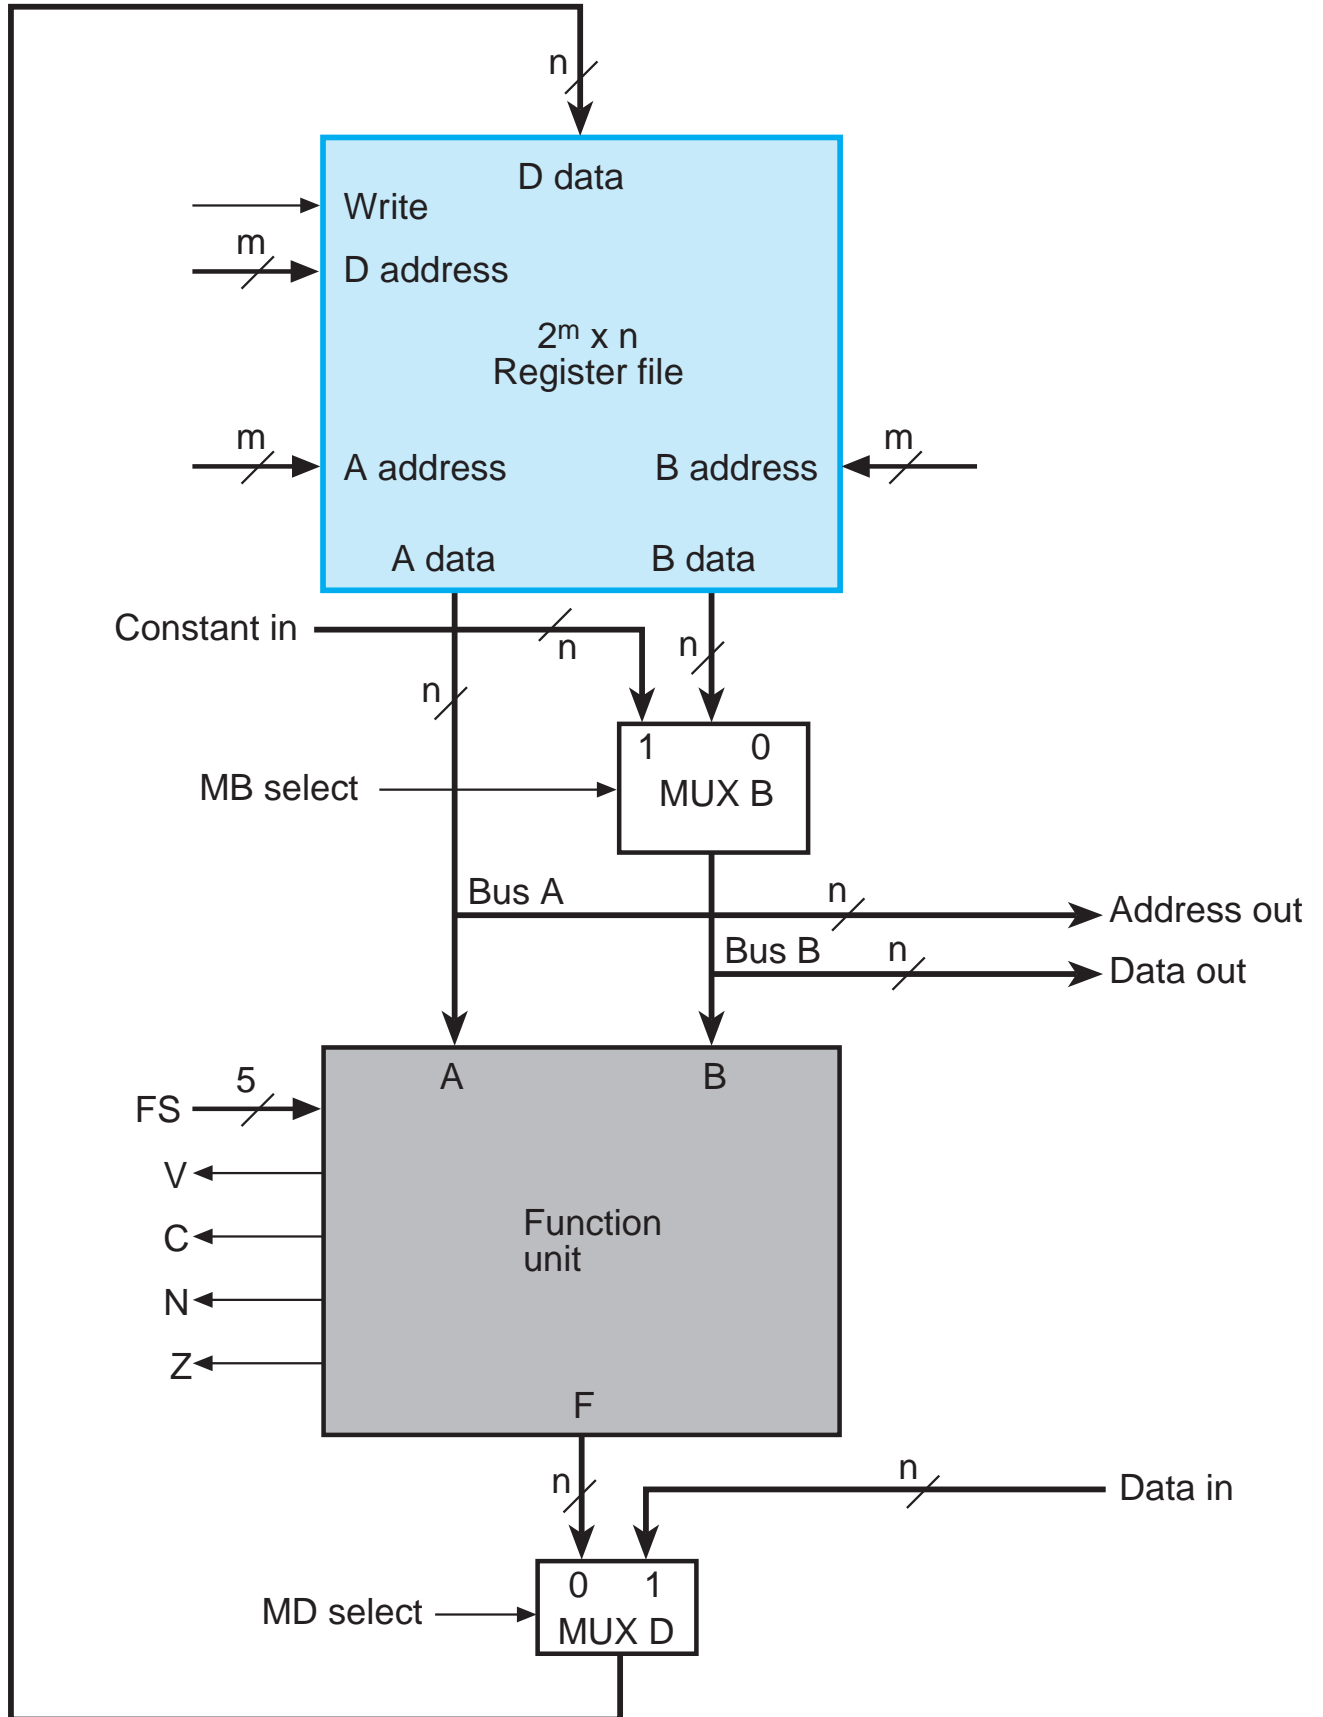 n
D data
Write
m
D address
2^m x n
Register file
m
m
A address
B address
A data
B data
Constant in
n
n
n
1 0
MB select
MUX B
Bus A
n
Address out
Bus B
n
Data out
A
B
5
FS
V
C
Function
unit
N
Z
F
n
n
Data in
0 1
MD select
MUX D